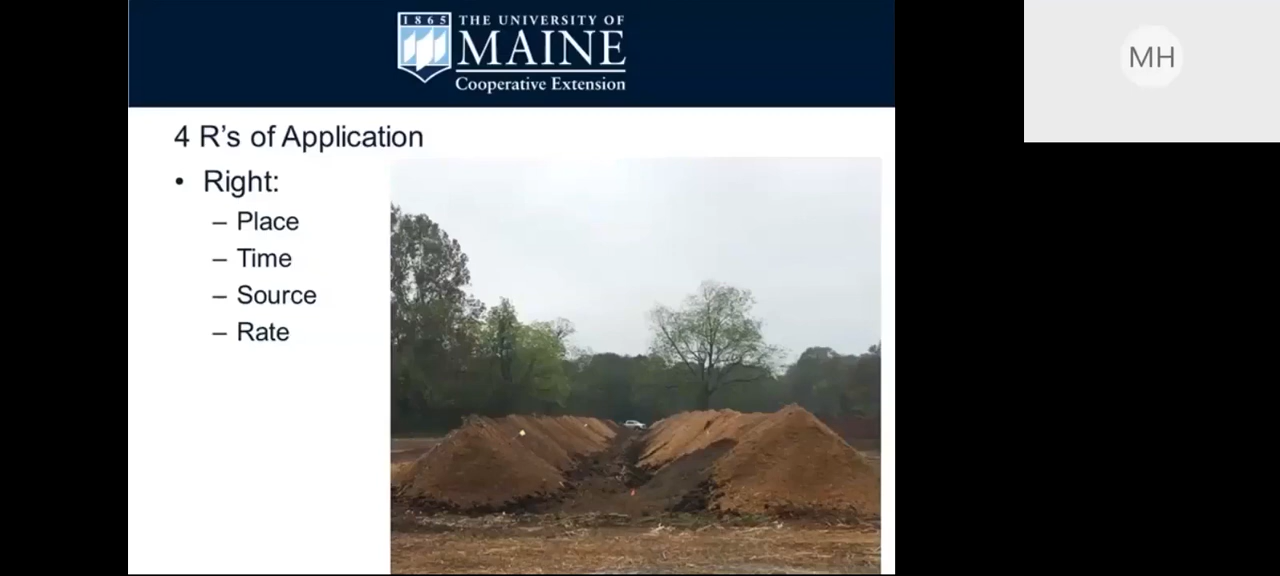 1865
THE UNIVERSITY OF
MAINE
Cooperative Extension
MH
4 R’s of Application
• Right:
– Place
– Time
– Source
– Rate